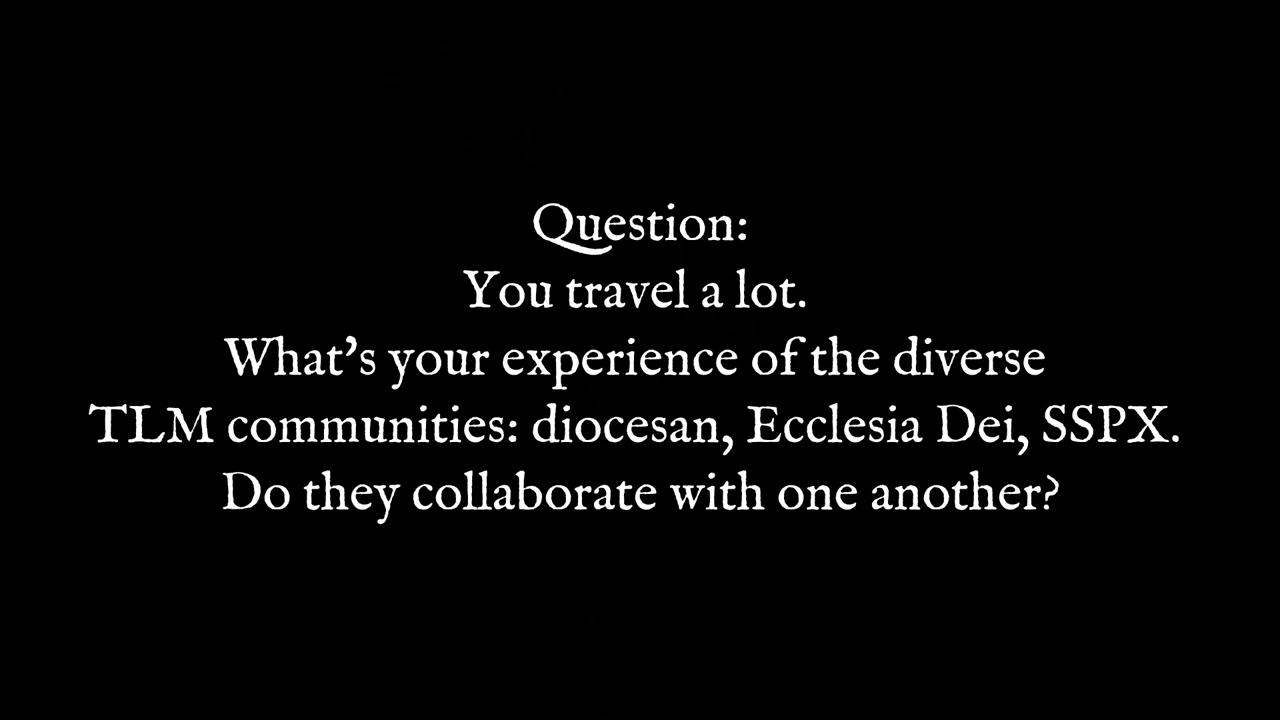 Question:
You travel a lot.
What's your experience of the diverse
TLM communities: diocesan, Ecclesia Dei, SSPX.
Do they collaborate with one another?